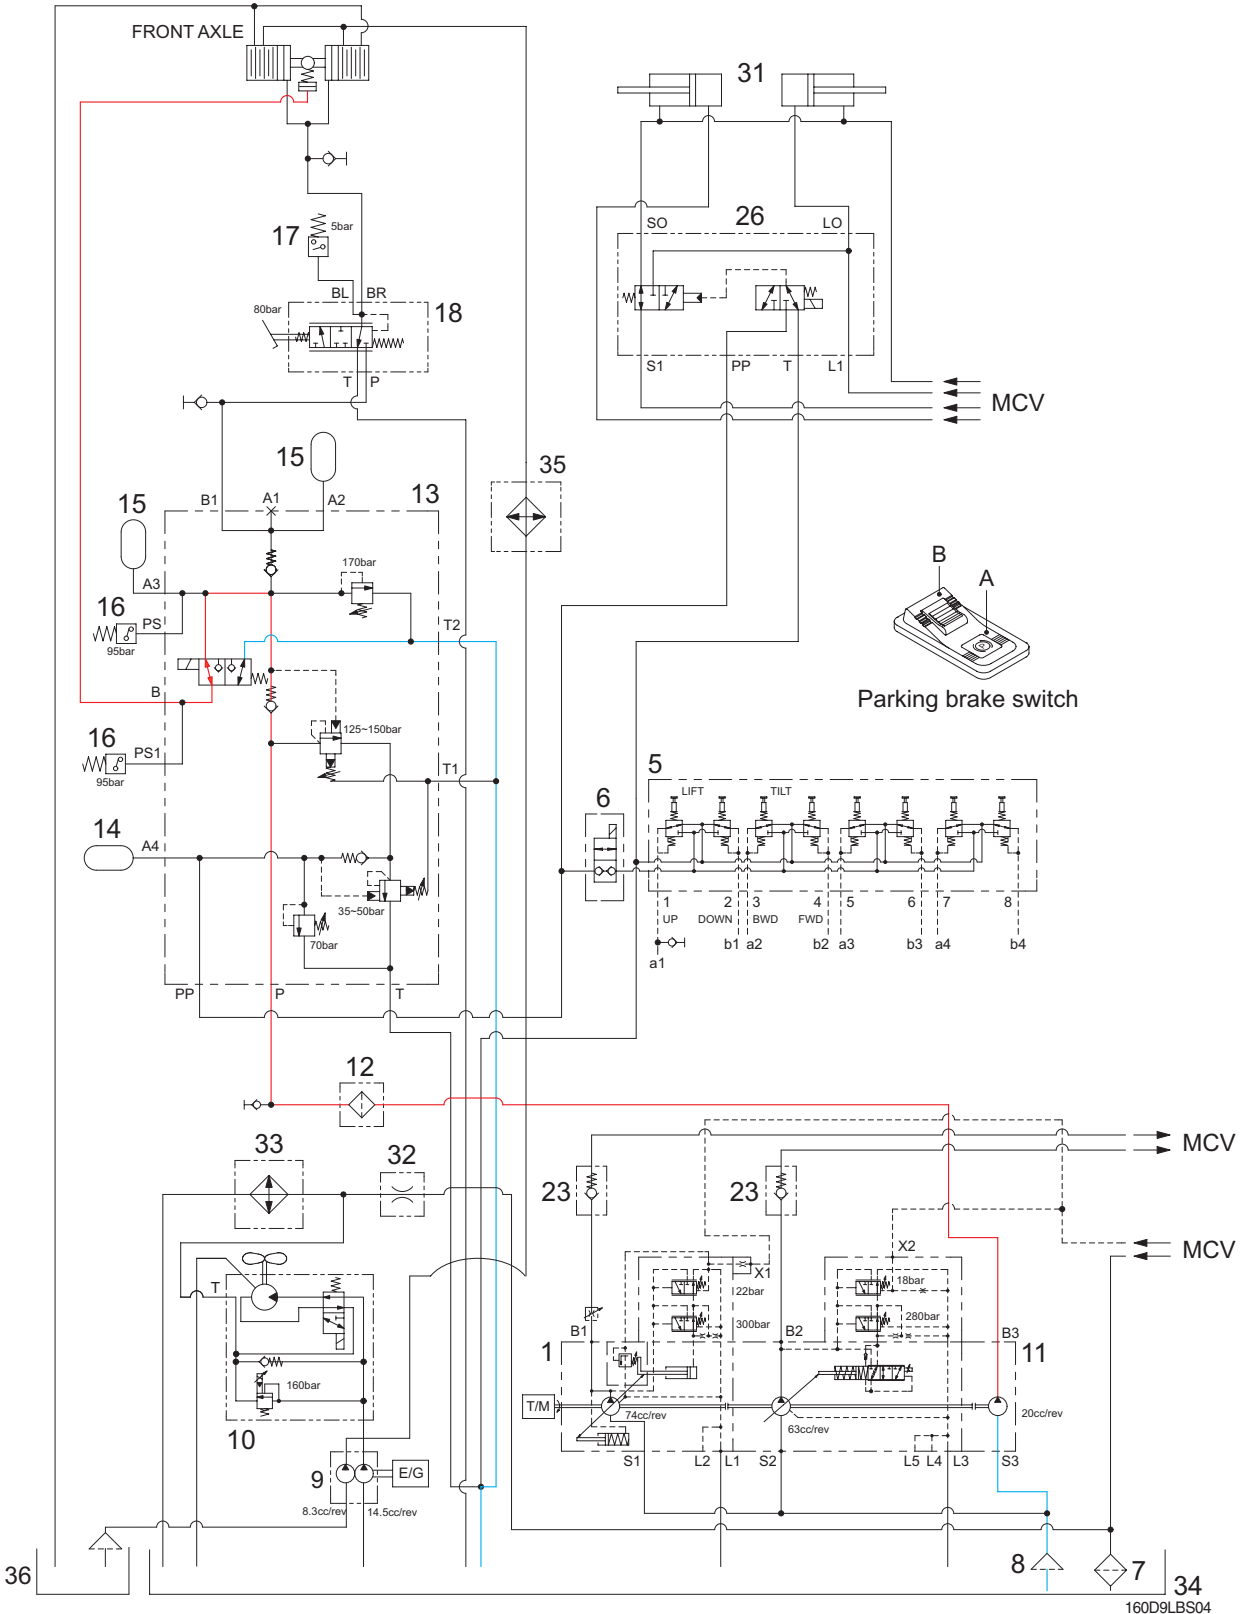 FRONT AXLE
31
SO
26
LO
17
5bar
BL
BR
18
80bar
S1
PP
T
L1
T
P
MCV
15
35
15
B1
A1
A2
13
170bar
B
A
A3
16
PS
95bar
T2
Parking brake switch
B
16
PS1
95bar
125~150bar
T1
5
LIFT
TILT
6
14
A4
35~50bar
70bar
1
2
3
4
5
6
7
8
UP
DOWN
BWD
FWD
a1
b1
a2
b2
a3
b3
a4
b4
PP
P
T
12
MCV
33
32
23
23
X2
MCV
X1
T
22bar
18bar
300bar
280bar
B1
B2
B3
1
11
160bar
T/M
74cc/rev
63cc/rev
20cc/rev
10
9
E/G
S1
L2
L1
S2
L5
L4
L3
S3
8.3cc/rev
14.5cc/rev
36
8
7
34
160D9LBS04